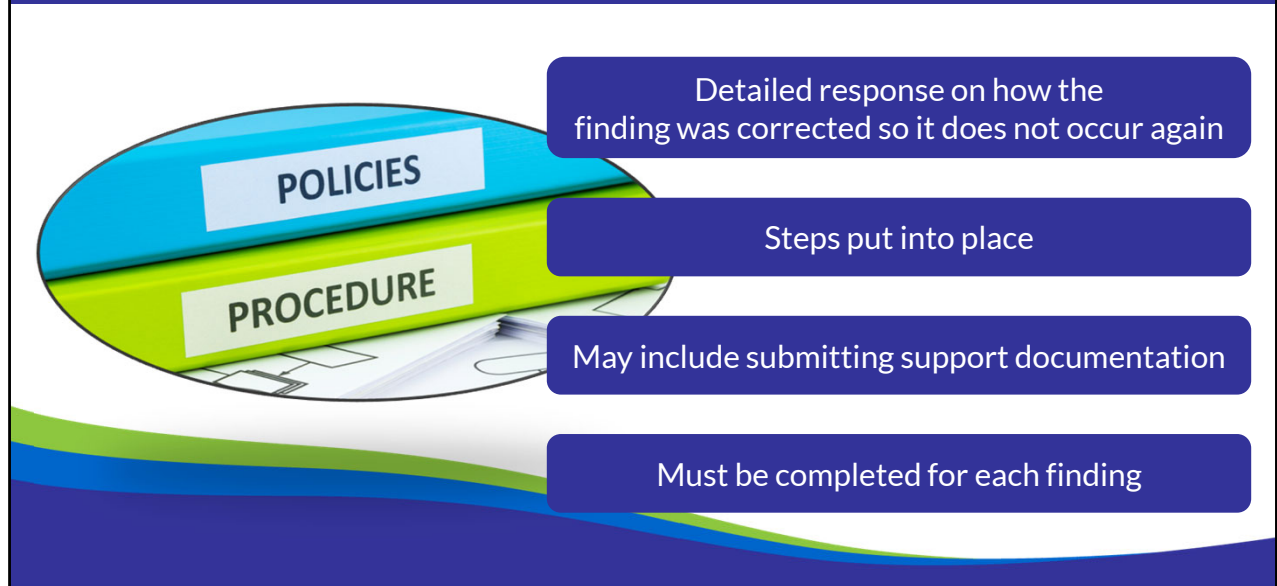 POLICIES
PROCEDURE
Detailed response on how the
finding was corrected so it does not occur again
Steps put into place
May include submitting support documentation
Must be completed for each finding